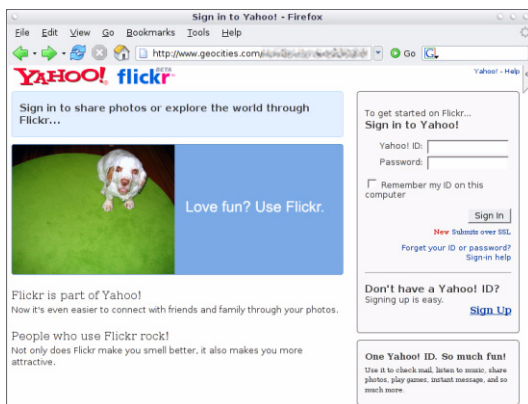 Sign in to Yahoo! - Firefox
File Edit View Go Bookmarks Tools Help
http://www.geocities.com/
Go
G
YAHOO! flickr BETA
Yahoo! - Help
Sign in to share photos or explore the world through
Flickr...
Love fun? Use Flickr.
Flickr is part of Yahoo!
Now it's even easier to connect with friends and family through your photos.
People who use Flickr rock!
Not only does Flickr make you smell better, it also makes you more
attractive.
To get started on Flickr...
Sign in to Yahoo!
Yahoo! ID:
Password:
Remember my ID on this
computer
Sign In
New Submits over SSL
Forget your ID or password?
Sign-in help
Don't have a Yahoo! ID?
Signing up is easy.
Sign Up
One Yahoo! ID. So much fun!
Use it to check mail, listen to music, share
photos, play games, instant message, and so
much more.